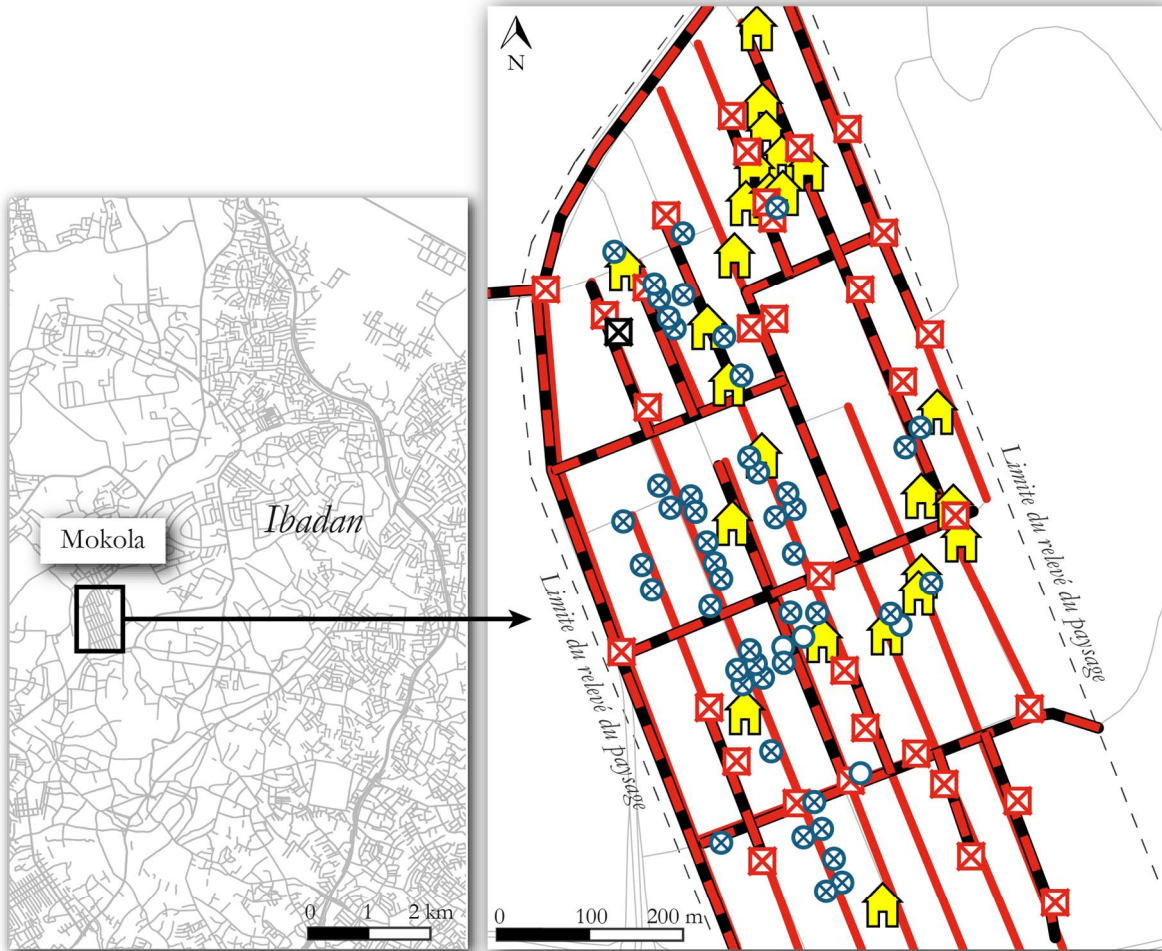 N
Mokola
Ibadan
Limite du relevé du paysage
Limite du relevé du paysage
0 1 2 km
0 100 200 m